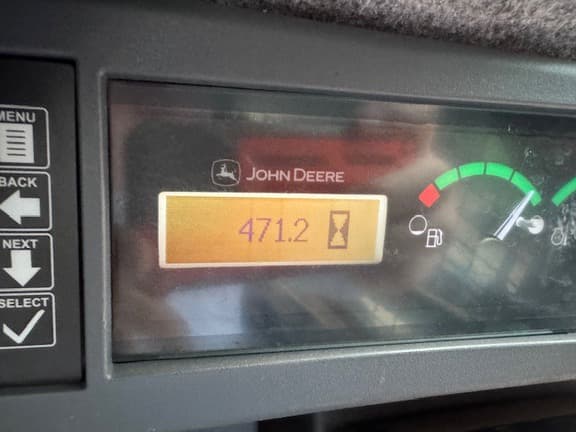 MENU
BACK
NEXT
SELECT
JOHN DEERE
471.2